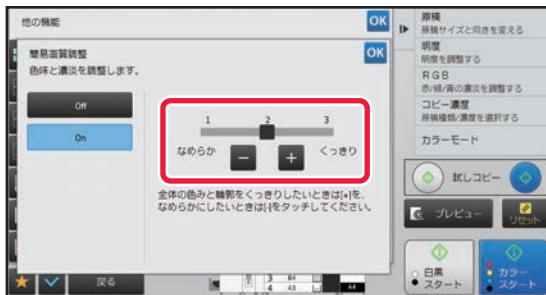 他の機能
OK
簡易画質調整
OK
色味と濃淡を調整します。
Off
On
1 2 3
なめらか
−
+
くっきり
全体の色みと輪郭をくっきりしたいときは[+]を、
なめらかにしたいときは[-]をタッチしてください。
戻る
3 B4
4 A3
A4
原稿
原稿サイズと向きを変える
明度
明度を調整する
RGB
赤/緑/青の濃淡を調整する
コピー濃度
原稿種類/濃度を選択する
カラーモード
試しコピー
プレビュー
リセット
白黒
スタート
カラー
スタート